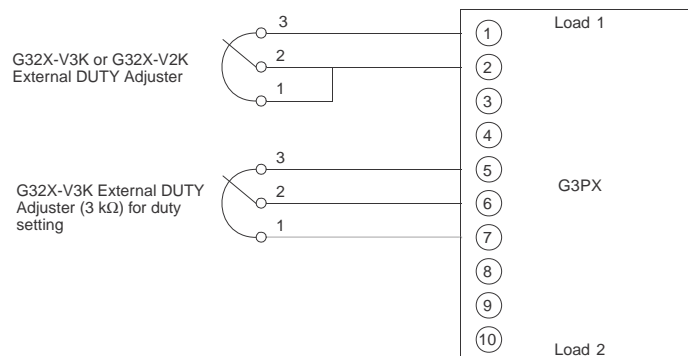 3
Load 1
1
G32X-V3K or G32X-V2K
External DUTY Adjuster
2
2
1
3
4
3
5
G32X-V3K External DUTY
Adjuster (3 kΩ) for duty
setting
2
6
G3PX
1
7
8
9
10
Load 2